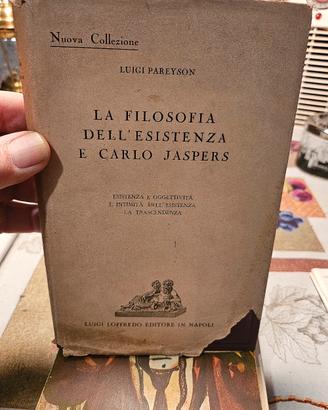 Nuova Collezione
LUIGI PAREYSON
LA FILOSOFIA
DELL'ESISTENZA
E CARLO JASPERS
ESISTENZA E OGGETTIVITÀ
L'INTIMITÀ DELL'ESISTENZA
LA TRASCENDENZA
LUIGI LOFFREDO EDITORE IN NAPOLI